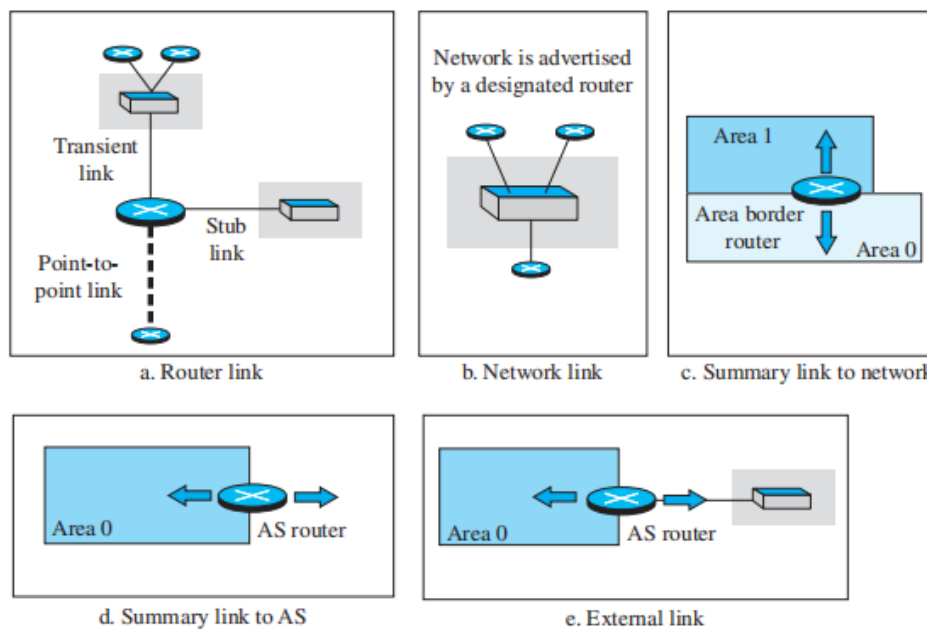 Transient
link
Stub
link
Point-to-
point link
a. Router link
Network is advertised
by a designated router
b. Network link
Area 1
Area border
router
Area 0
c. Summary link to network
Area 0
AS router
d. Summary link to AS
Area 0
AS router
e. External link